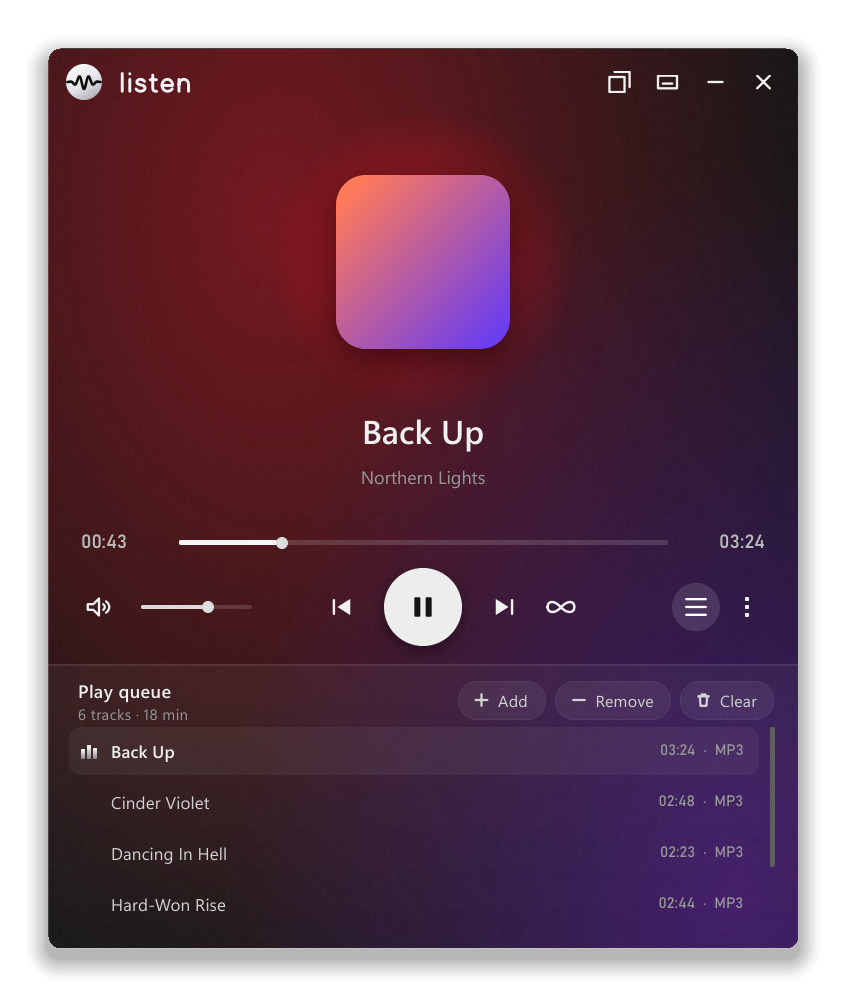 listen
Back Up
Northern Lights
00:43 03:24
Play queue
6 tracks · 18 min
Add Remove Clear
Back Up 03:24 · MP3
Cinder Violet 02:48 · MP3
Dancing In Hell 02:23 · MP3
Hard-Won Rise 02:44 · MP3